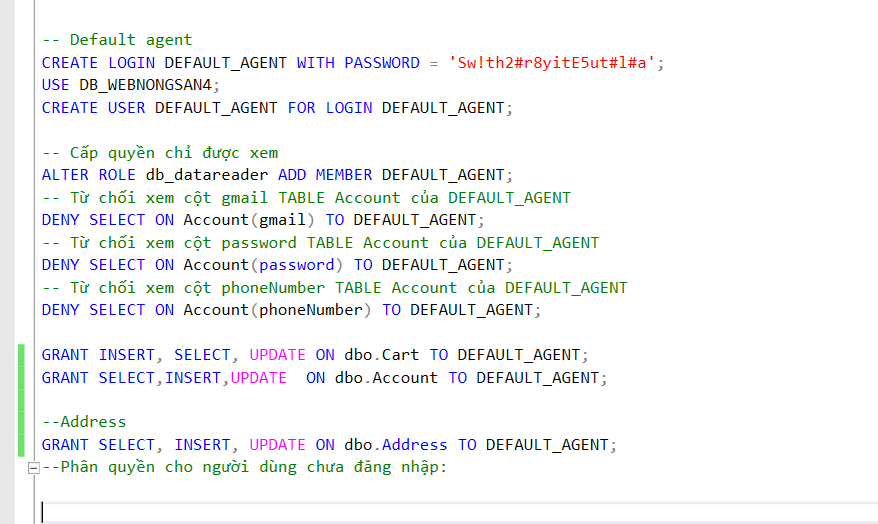 -- Default agent
CREATE LOGIN DEFAULT_AGENT WITH PASSWORD = 'Sw!th2#r8yitE5ut#l#a';
USE DB_WEBNONGSAN4;
CREATE USER DEFAULT_AGENT FOR LOGIN DEFAULT_AGENT;
-- Cấp quyền chỉ được xem
ALTER ROLE db_datareader ADD MEMBER DEFAULT_AGENT;
-- Từ chối xem cột gmail TABLE Account của DEFAULT_AGENT
DENY SELECT ON Account(gmail) TO DEFAULT_AGENT;
-- Từ chối xem cột password TABLE Account của DEFAULT_AGENT
DENY SELECT ON Account(password) TO DEFAULT_AGENT;
-- Từ chối xem cột phoneNumber TABLE Account của DEFAULT_AGENT
DENY SELECT ON Account(phoneNumber) TO DEFAULT_AGENT;
GRANT INSERT, SELECT, UPDATE ON dbo.Cart TO DEFAULT_AGENT;
GRANT SELECT,INSERT,UPDATE  ON dbo.Account TO DEFAULT_AGENT;
--Address
GRANT SELECT, INSERT, UPDATE ON dbo.Address TO DEFAULT_AGENT;
--Phân quyền cho người dùng chưa đăng nhập: